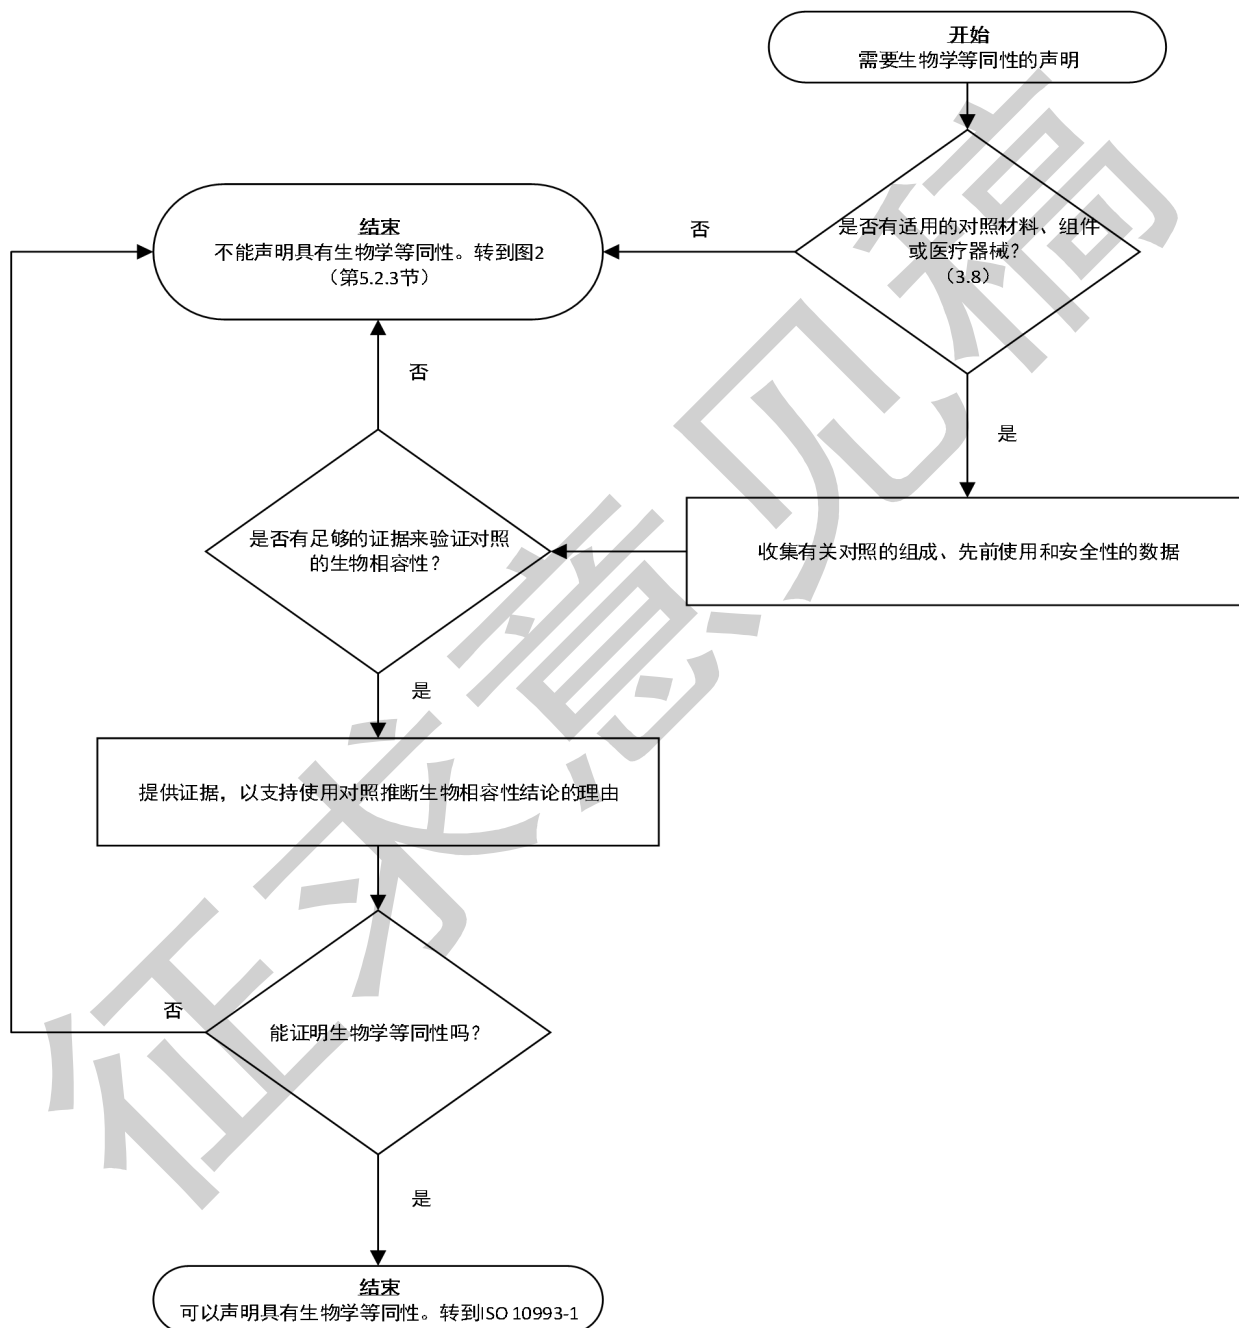 开始
需要生物学等同性的声明
是否有适用的对照材料、组件
或医疗器械?
（3.8）
否
结束
不能声明具有生物学等同性。转到图2
（第5.2.3节）
是
否
收集有关对照的组成、先前使用和安全性的数据
是否有足够的证据来验证对照
的生物相容性?
是
提供证据，以支持使用对照推断生物相容性结论的理由
能证明生物学等同性吗?
否
是
结束
可以声明具有生物学等同性。转到ISO 10993-1
征求意见稿